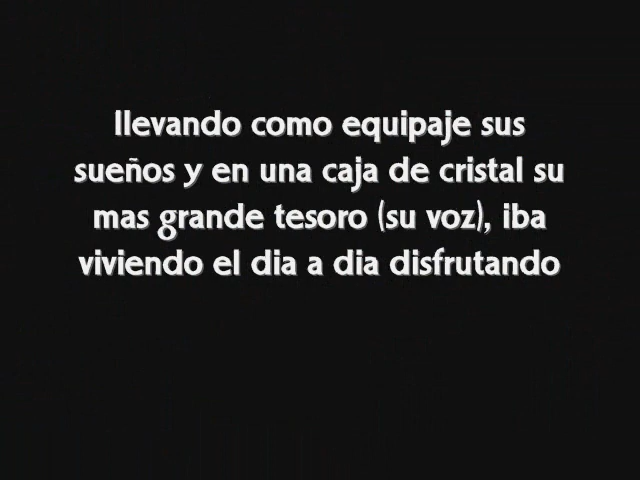 llevando como equipaje sus
sueños y en una caja de cristal su
mas grande tesoro (su voz), iba
viviendo el dia a dia disfrutando